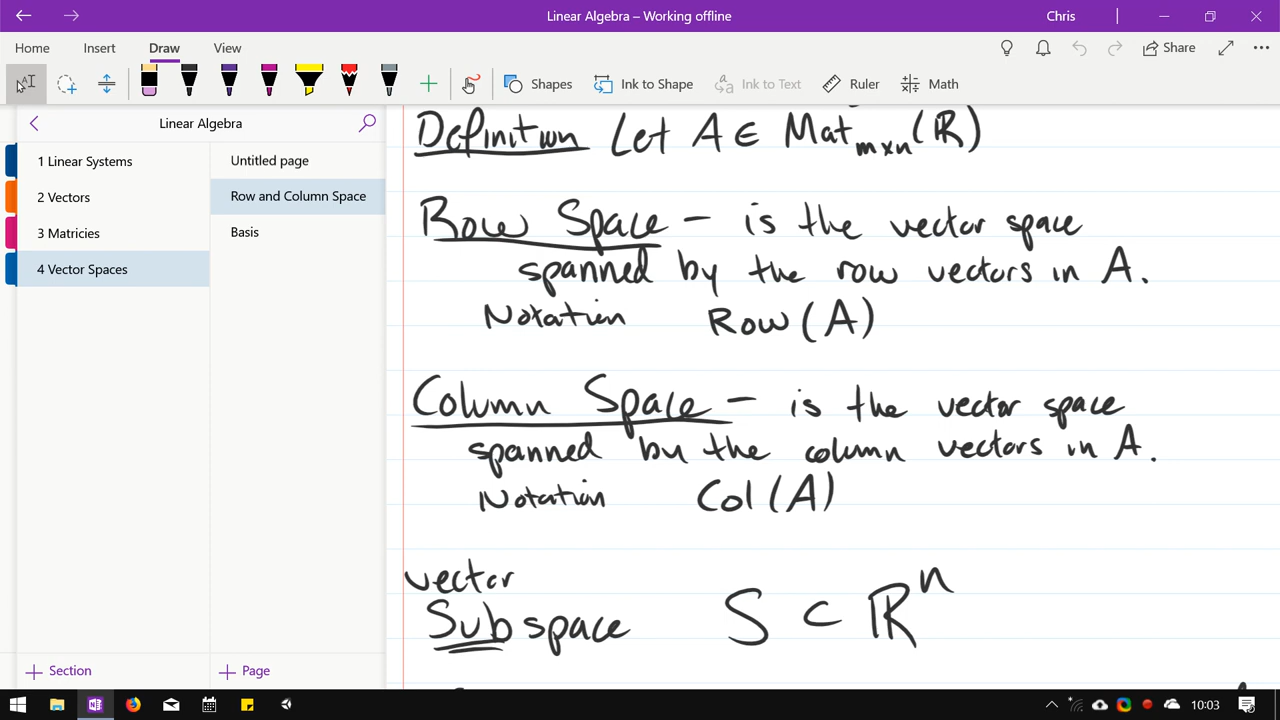 Linear Algebra – Working offline
Chris
Home Insert Draw View
Share
Shapes Ink to Shape Ink to Text Ruler Math
Linear Algebra
1 Linear Systems
2 Vectors
3 Matricies
4 Vector Spaces
Untitled page
Row and Column Space
Basis
Definition Let A ∈ Mat_{m×n}(ℝ)
Row Space – is the vector space
spanned by the row vectors in A.
Notation Row(A)
Column Space – is the vector space
spanned by the column vectors in A.
Notation Col(A)
vector
Subspace S ⊂ ℝ^n
+ Section
+ Page
10:03